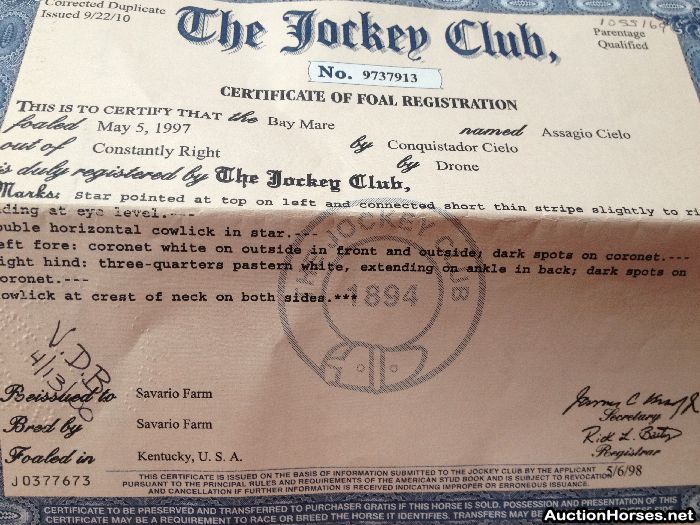 Corrected Duplicate
Issued 9/22/10
The Jockey Club,
Parentage
Qualified
No. 9737913
CERTIFICATE OF FOAL REGISTRATION
THIS IS TO CERTIFY THAT the Bay Mare named Assagio Cielo
foaled May 5, 1997 by Conquistador Cielo
out of Constantly Right by Drone
is duly registered by The Jockey Club,
Marks: Star pointed at top on left and connected short thin stripe slightly to ri
ding at eye level.---
ouble horizontal cowlick in star.---
eft fore: coronet white on outside in front and outside; dark spots on coronet.---
ight hind: three-quarters pastern white, extending on ankle in back; dark spots on
oronet.---
owlick at crest of neck on both sides.***
THE JOCKEY CLUB
1894
V.D.B.
4/13/00
Reissued to Savario Farm
Bred by Savario Farm
Foaled in Kentucky, U. S. A.
Secretary
Registrar
J0377673
5/6/98
THIS CERTIFICATE IS ISSUED ON THE BASIS OF INFORMATION SUBMITTED TO THE JOCKEY CLUB BY THE APPLICANT
PURSUANT TO THE PRINCIPAL RULES AND REQUIREMENTS OF THE AMERICAN STUD BOOK AND IS SUBJECT TO REVOCATION
AND CANCELLATION IF FURTHER INFORMATION IS RECEIVED INDICATING IMPROPER OR ERRONEOUS ISSUANCE.
CERTIFICATE TO BE PRESERVED AND TRANSFERRED TO PURCHASER GRATIS IF THIS HORSE IS SOLD. POSSESSION AND PRESENTATION OF THIS
CERTIFICATE MAY BE A REQUIREMENT TO RACE OR BREED THE HORSE IT IDENTIFIES. TRANSFERS MAY BE
AuctionHorses.net